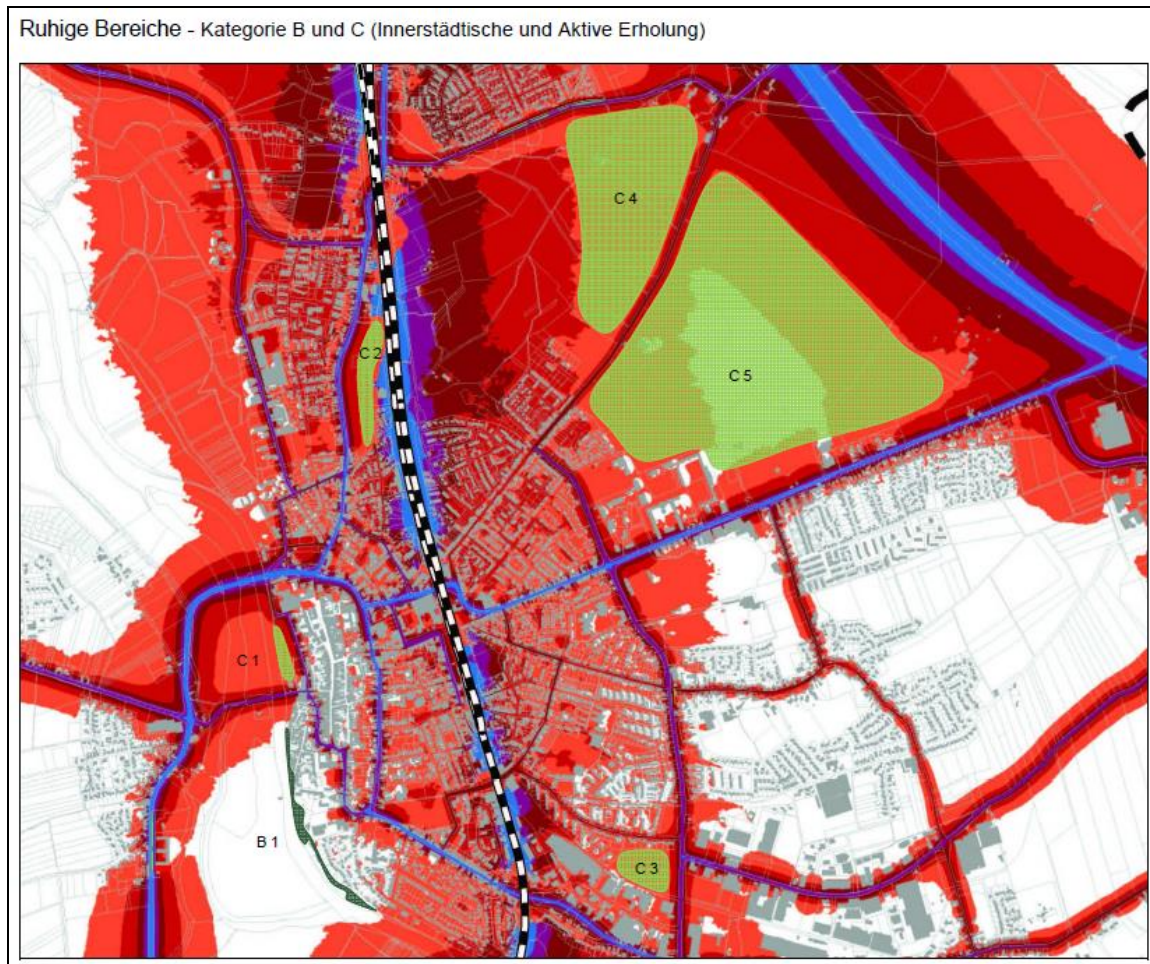 Ruhige Bereiche - Kategorie B und C (Innerstädtische und Aktive Erholung)
C 4
C 2
C 5
C 1
B 1
C 3